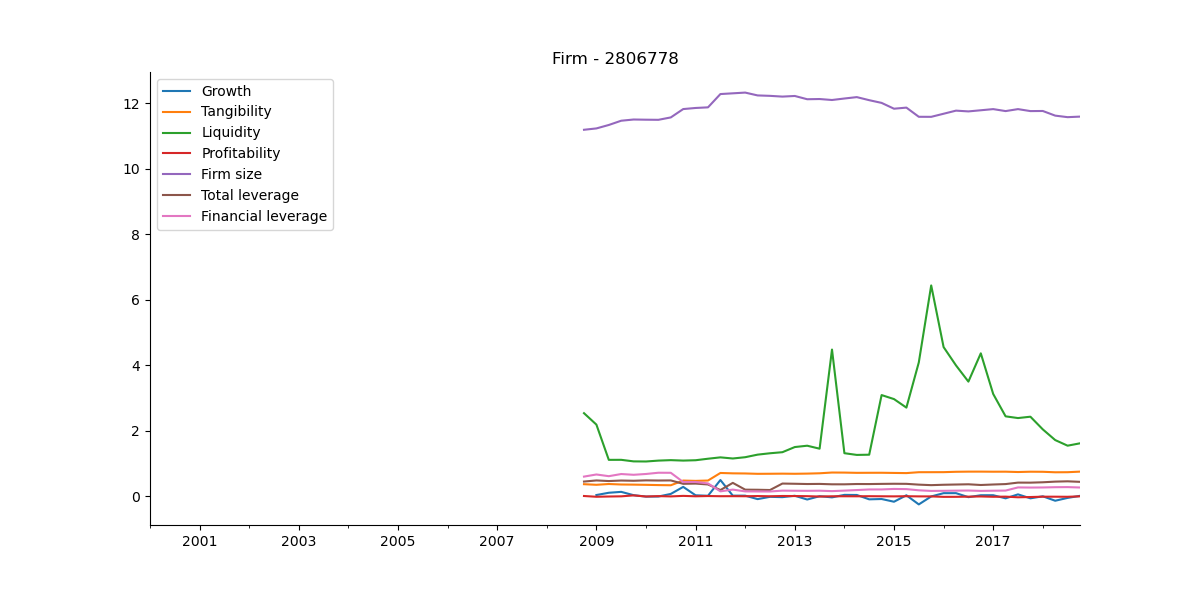 Firm - 2806778
Growth
Tangibility
Liquidity
Profitability
Firm size
Total leverage
Financial leverage
12
10
8
6
4
2
0
2001 2003 2005 2007 2009 2011 2013 2015 2017